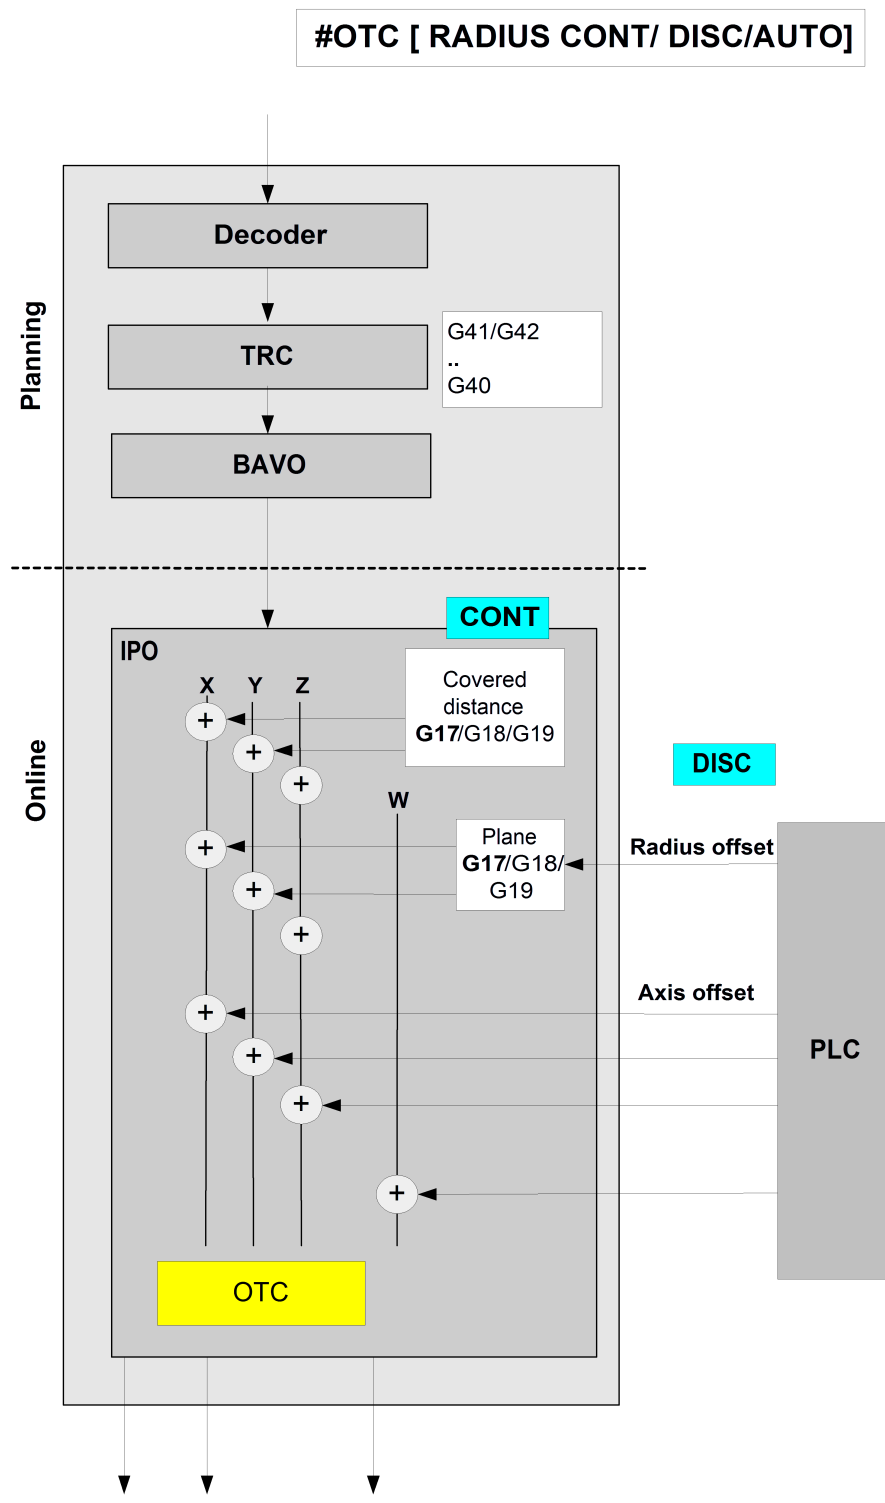 #OTC [ RADIUS CONT/ DISC/AUTO]
Planning
Decoder
TRC
G41/G42
..
G40
BAVO
Online
CONT
IPO
X
Y
Z
Covered
distance
G17/G18/G19
+
+
+
DISC
W
Plane
G17/G18/
G19
Radius offset
+
+
+
Axis offset
+
+
+
PLC
+
OTC